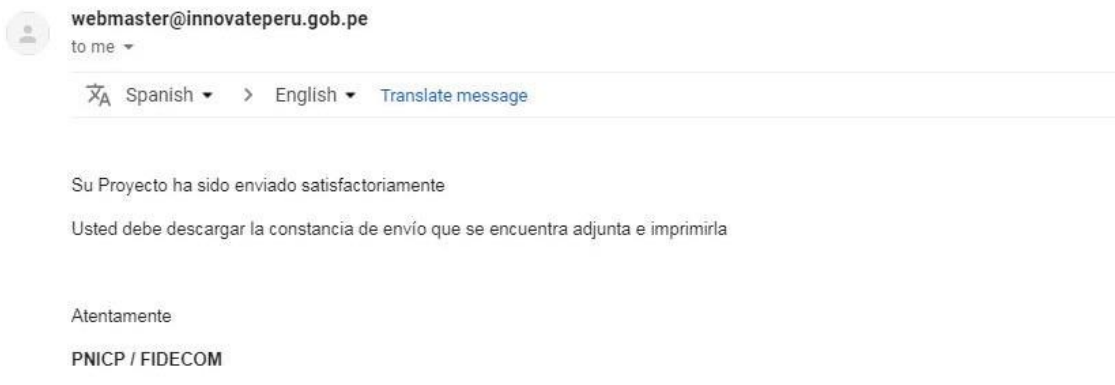 webmaster@innovateperu.gob.pe
to me
Spanish > English Translate message
Su Proyecto ha sido enviado satisfactoriamente
Usted debe descargar la constancia de envío que se encuentra adjunta e imprimirla
Atentamente
PNICP / FIDECOM